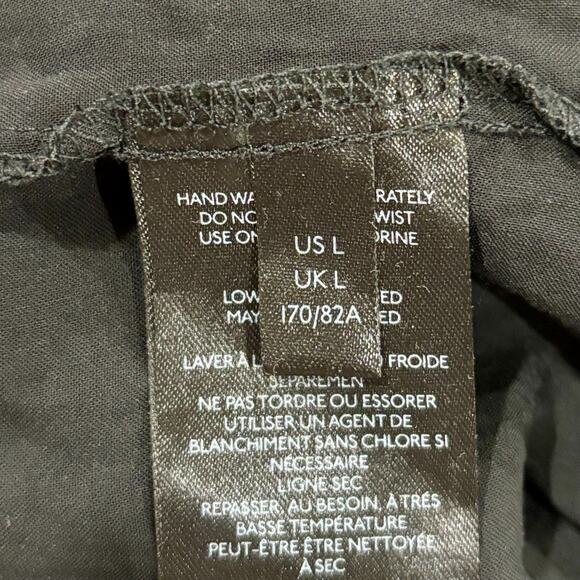 HAND WA RATELY
DO NO WIST
USE ON ORINE
LOW ED
MAY ED
US L
UK L
170/82A
LAVER À L FROIDE
SEPAREMEN
NE PAS TORDRE OU ESSORER
UTILISER UN AGENT DE
BLANCHIMENT SANS CHLORE SI
NÉCESSAIRE
LIGNE SEC
REPASSER, AU BESOIN, À TRÉS
BASSE TEMPÉRATURE
PEUT-ÊTRE ÊTRE NETTOYÉE
À SEC